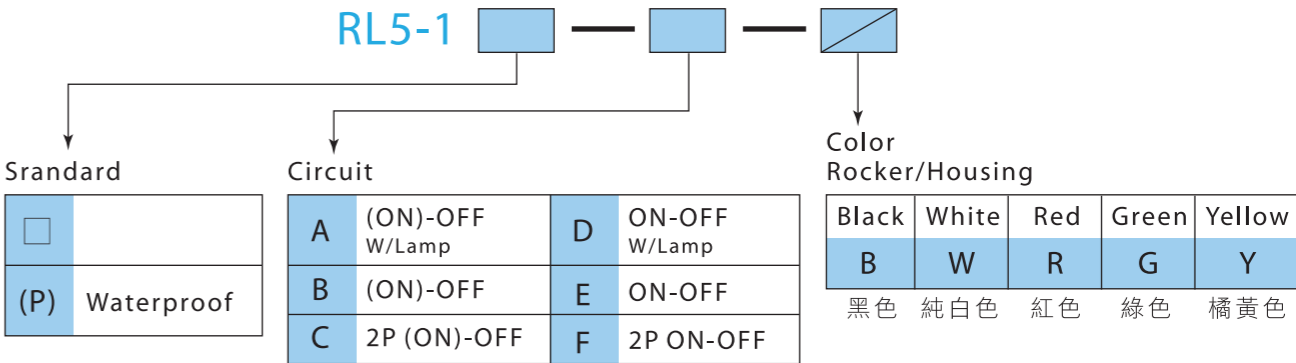 RL5-1 □ — □ — /
Srandard
□
(P) Waterproof
Circuit
A (ON)-OFF W/Lamp D ON-OFF W/Lamp
B (ON)-OFF E ON-OFF
C 2P (ON)-OFF F 2P ON-OFF
Color
Rocker/Housing
Black White Red Green Yellow
B W R G Y
黑色 純白色 紅色 綠色 橘黃色